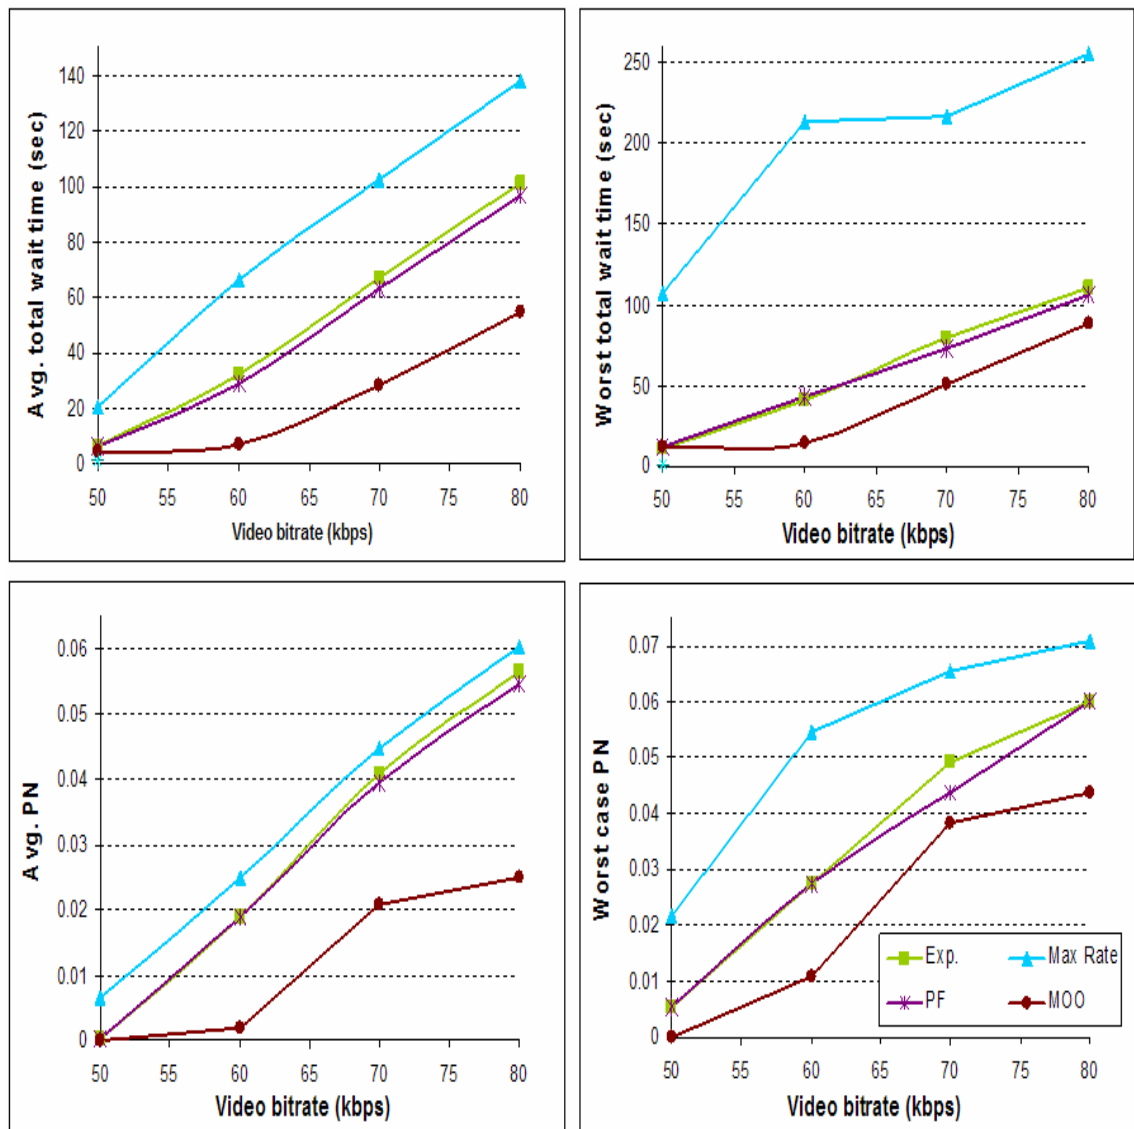 Avg. total wait time (sec)
140
120
100
80
60
40
20
0
50 55 60 65 70 75 80
Video bitrate (kbps)
Worst total wait time (sec)
250
200
150
100
50
0
50 55 60 65 70 75 80
Video bitrate (kbps)
Avg. PN
0.06
0.05
0.04
0.03
0.02
0.01
0
50 55 60 65 70 75 80
Video bitrate (kbps)
Worst case PN
0.07
0.06
0.05
0.04
0.03
0.02
0.01
0
50 55 60 65 70 75 80
Video bitrate (kbps)
Exp. Max Rate
PF MOO